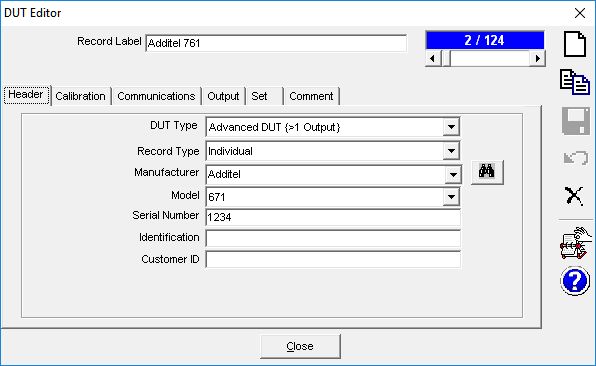 DUT Editor
Record Label Additel 761 2 / 124
Header Calibration Communications Output Set Comment
DUT Type Advanced DUT {>1 Output}
Record Type Individual
Manufacturer Additel
Model 671
Serial Number 1234
Identification
Customer ID
Close